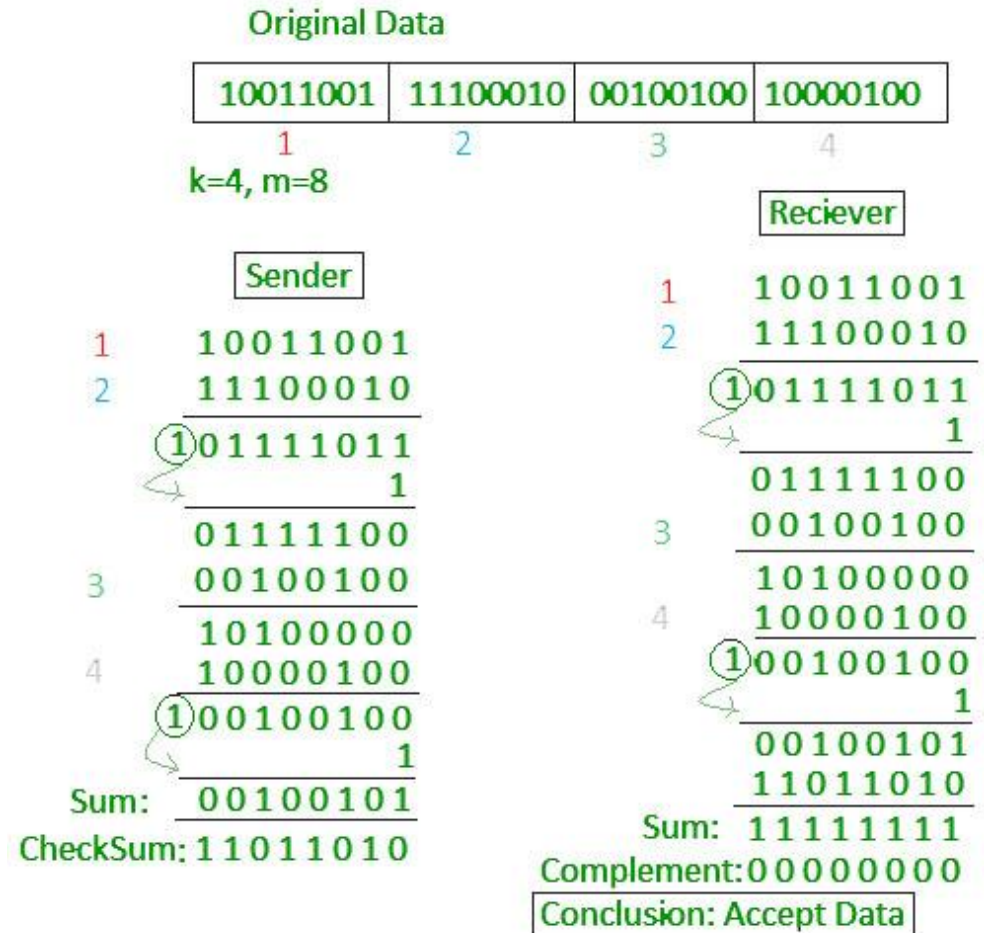 Original Data
10011001 11100010 00100100 10000100
1 2 3 4
k=4, m=8
Sender
1 10011001
2 11100010
1 01111011
1
01111100
3 00100100
10100000
4 10000100
1 00100100
1
Sum: 00100101
CheckSum: 11011010
Reciever
1 10011001
2 11100010
1 01111011
1
01111100
3 00100100
10100000
4 10000100
1 00100100
1
00100101
11011010
Sum: 11111111
Complement: 00000000
Conclusion: Accept Data